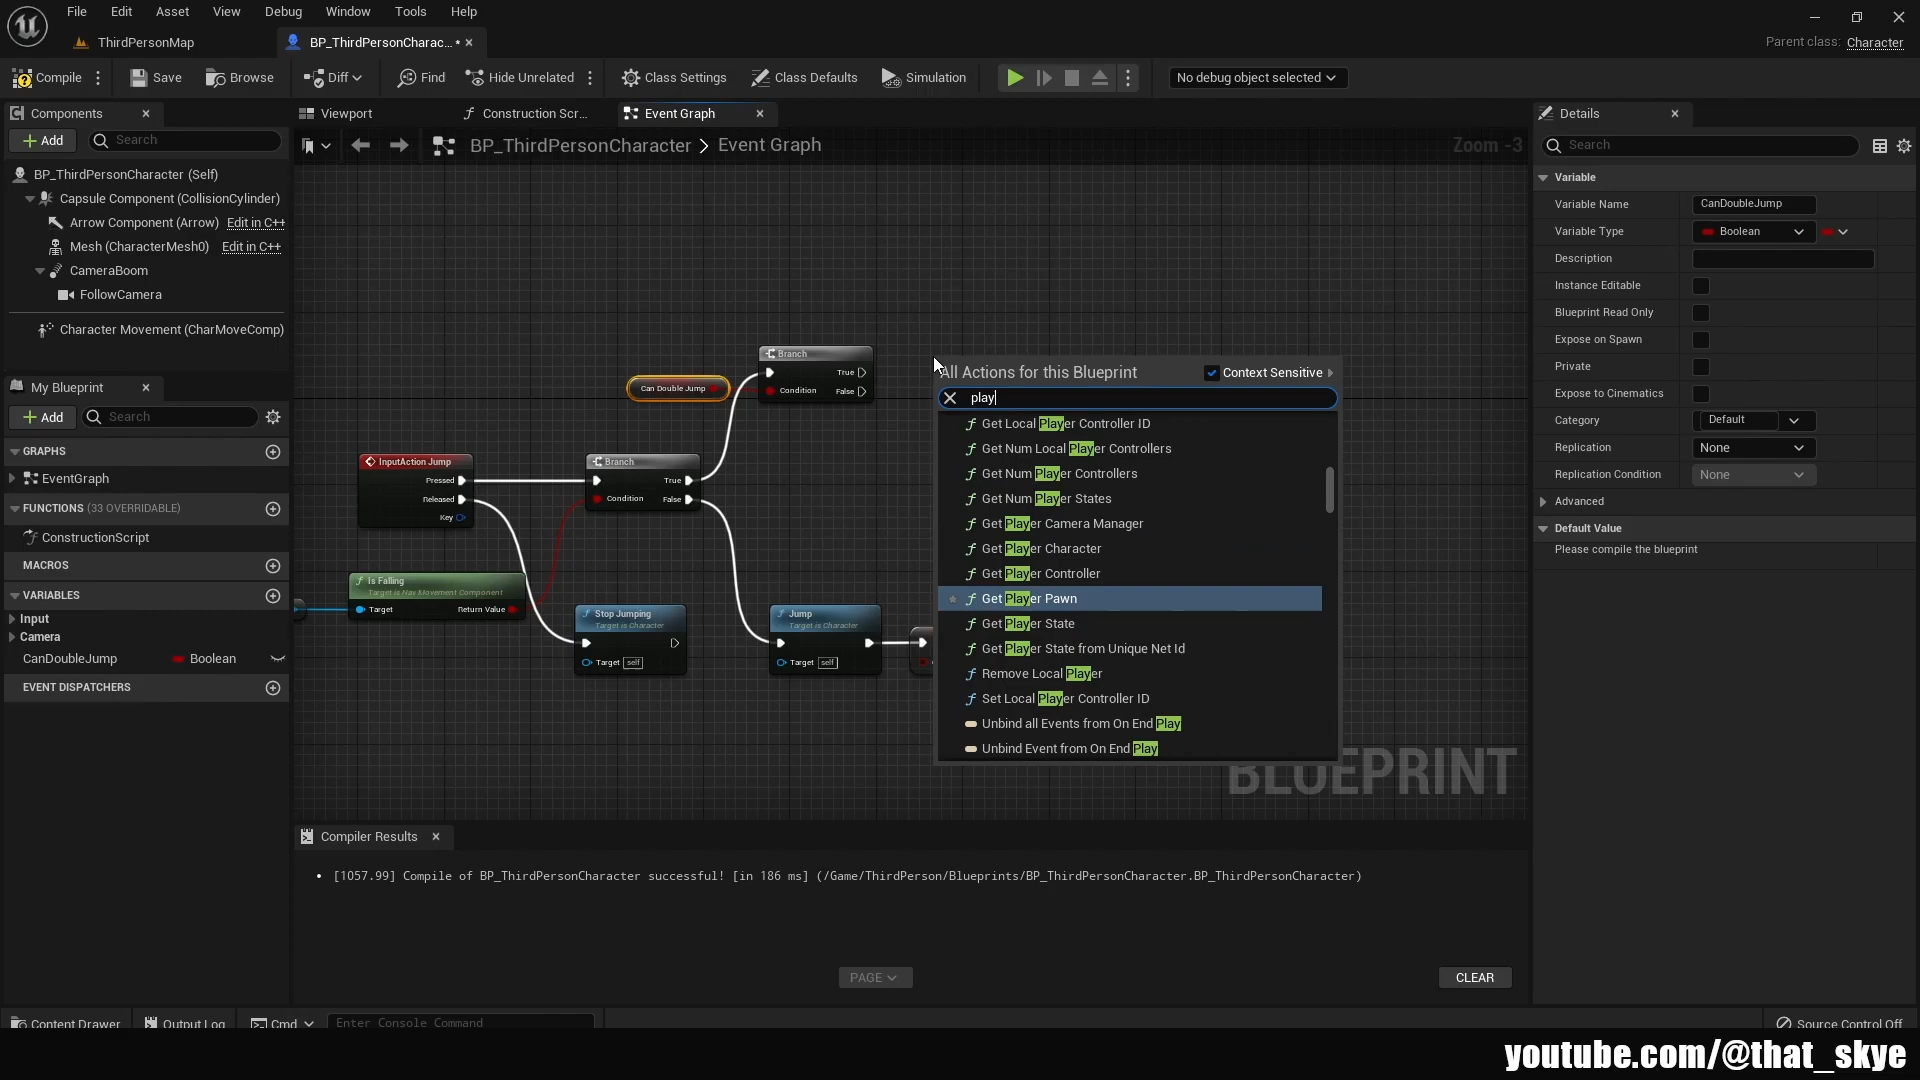 File Edit Asset View Debug Window Tools Help
ThirdPersonMap
BP_ThirdPersonCharac... *
Parent class: Character
Compile
Save
Browse
Diff
Find
Hide Unrelated
Class Settings
Class Defaults
Simulation
No debug object selected
Components
Add
Search
BP_ThirdPersonCharacter (Self)
Capsule Component (CollisionCylinder)
Arrow Component (Arrow) Edit in C++
Mesh (CharacterMesh0) Edit in C++
CameraBoom
FollowCamera
Character Movement (CharMoveComp)
My Blueprint
Add
Search
GRAPHS
EventGraph
FUNCTIONS (33 OVERRIDABLE)
ConstructionScript
MACROS
VARIABLES
Input
Camera
CanDoubleJump Boolean
EVENT DISPATCHERS
Viewport
Construction Scr...
Event Graph
BP_ThirdPersonCharacter > Event Graph
Zoom -3
Can Double Jump
Branch
True
Condition False
InputAction Jump
Pressed
Released
Key
Branch
True
Condition False
Is Falling
Target is Nav Movement Component
Target Return Value
Stop Jumping
Target is Character
Target self
Jump
Target is Character
Target self
All Actions for this Blueprint
Context Sensitive
play
Get Local Player Controller ID
Get Num Local Player Controllers
Get Num Player Controllers
Get Num Player States
Get Player Camera Manager
Get Player Character
Get Player Controller
Get Player Pawn
Get Player State
Get Player State from Unique Net Id
Remove Local Player
Set Local Player Controller ID
Unbind all Events from On End Play
Unbind Event from On End Play
BLUEPRINT
Compiler Results
[1057.99] Compile of BP_ThirdPersonCharacter successful! [in 186 ms] (/Game/ThirdPerson/Blueprints/BP_ThirdPersonCharacter.BP_ThirdPersonCharacter)
PAGE
CLEAR
Details
Search
Variable
Variable Name CanDoubleJump
Variable Type Boolean
Description
Instance Editable
Blueprint Read Only
Expose on Spawn
Private
Expose to Cinematics
Category Default
Replication None
Replication Condition None
Advanced
Default Value
Please compile the blueprint
Content Drawer
Output Log
Cmd
Enter Console Command
Source Control Off
youtube.com/@that_skye